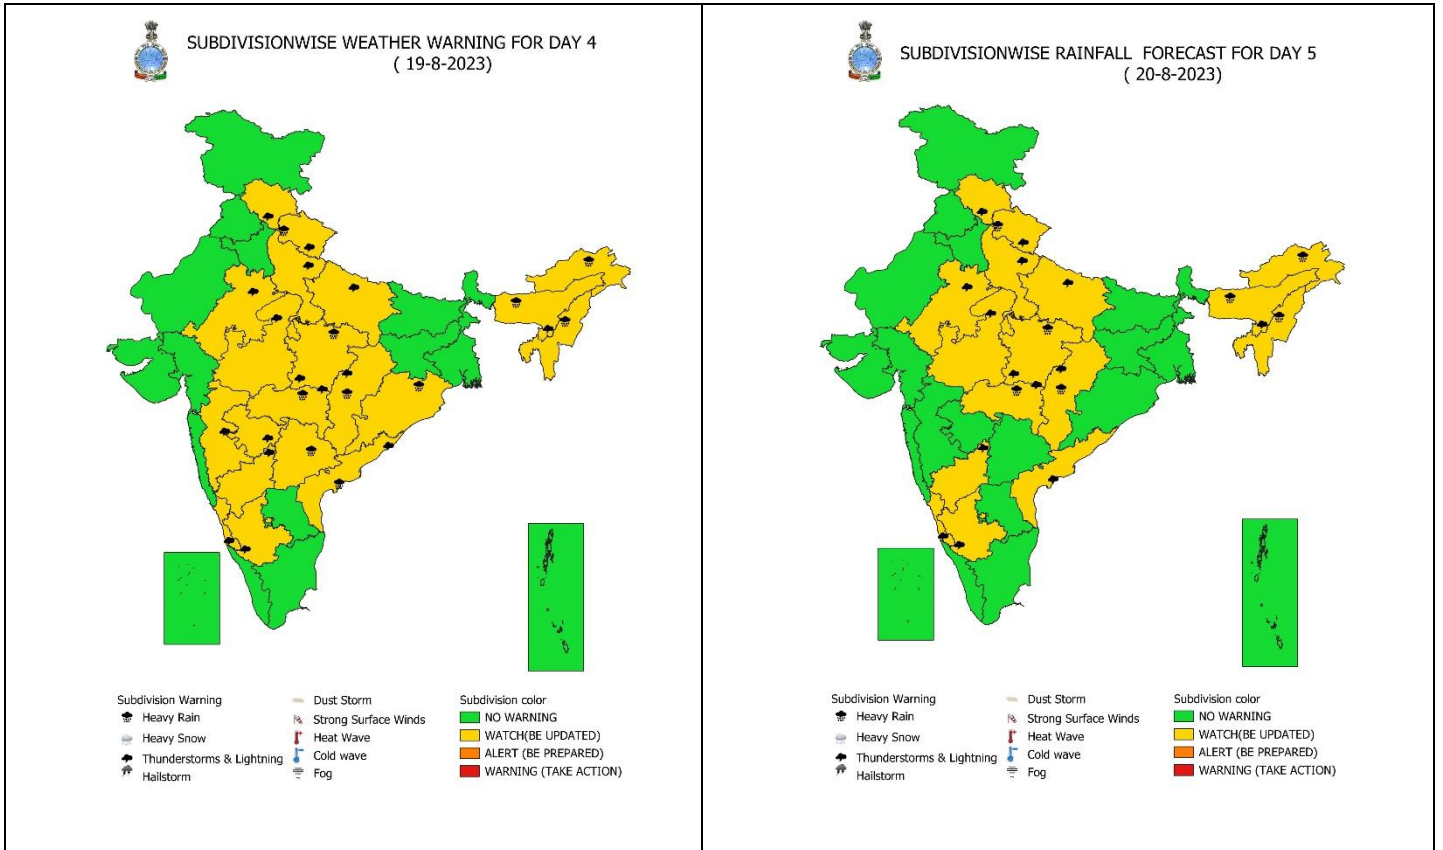 SUBDIVISIONWISE WEATHER WARNING FOR DAY 4
( 19-8-2023)
Subdivision Warning
Heavy Rain
Heavy Snow
Thunderstorms & Lightning
Hailstorm
Dust Storm
Strong Surface Winds
Heat Wave
Cold wave
Fog
Subdivision color
NO WARNING
WATCH(BE UPDATED)
ALERT (BE PREPARED)
WARNING (TAKE ACTION)
SUBDIVISIONWISE RAINFALL FORECAST FOR DAY 5
( 20-8-2023)
Subdivision Warning
Heavy Rain
Heavy Snow
Thunderstorms & Lightning
Hailstorm
Dust Storm
Strong Surface Winds
Heat Wave
Cold wave
Fog
Subdivision color
NO WARNING
WATCH(BE UPDATED)
ALERT (BE PREPARED)
WARNING (TAKE ACTION)